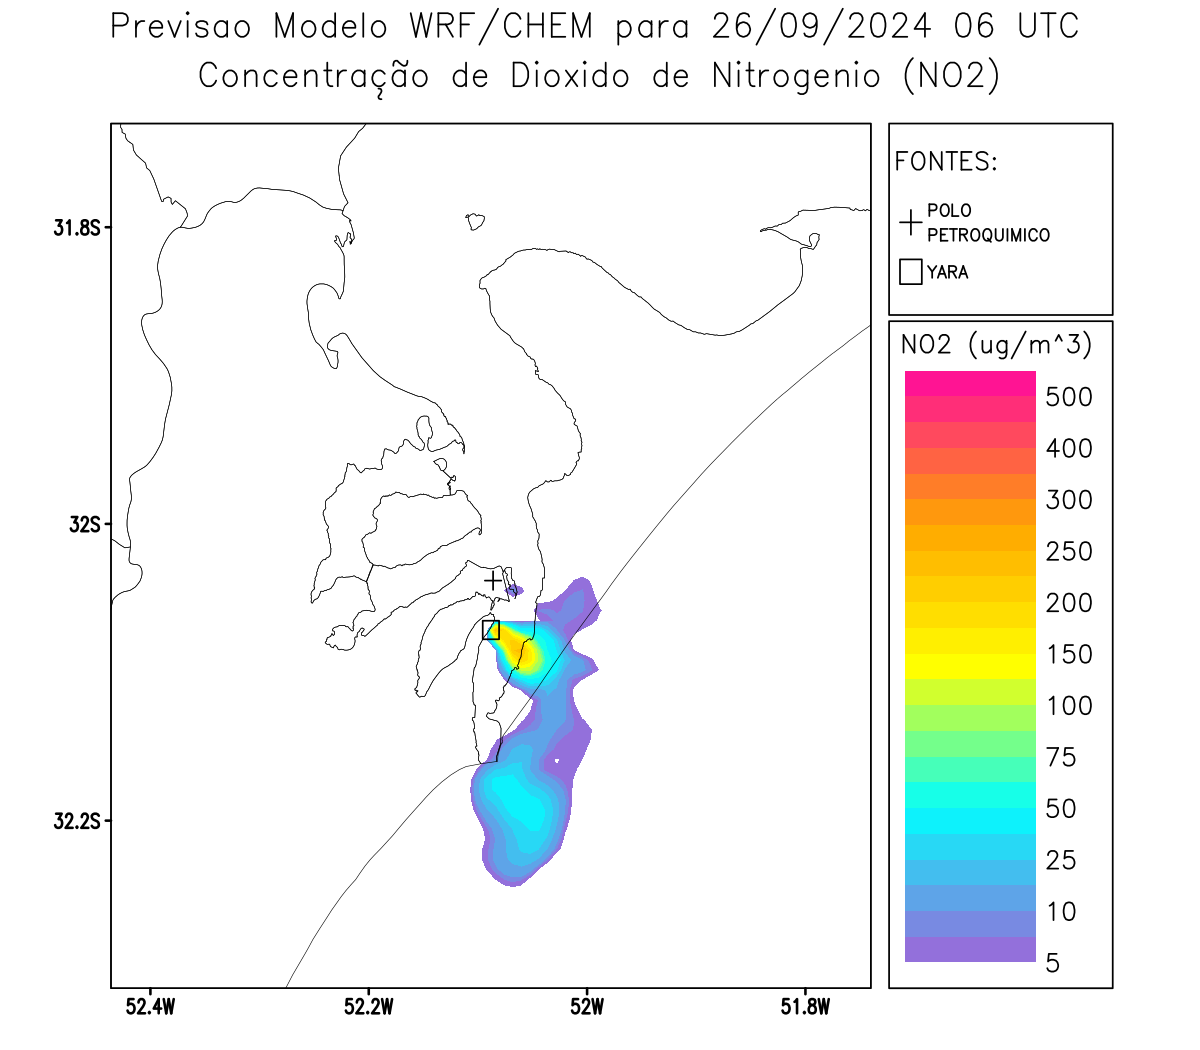 Previsao Modelo WRF/CHEM para 26/09/2024 06 UTC
Concentração de Dioxido de Nitrogenio (NO2)
FONTES:
POLO
PETROQUIMICO
YARA
NO2 (ug/m^3)
500
400
300
250
200
150
100
75
50
25
10
5
31.8S
32S
32.2S
52.4W
52.2W
52W
51.8W